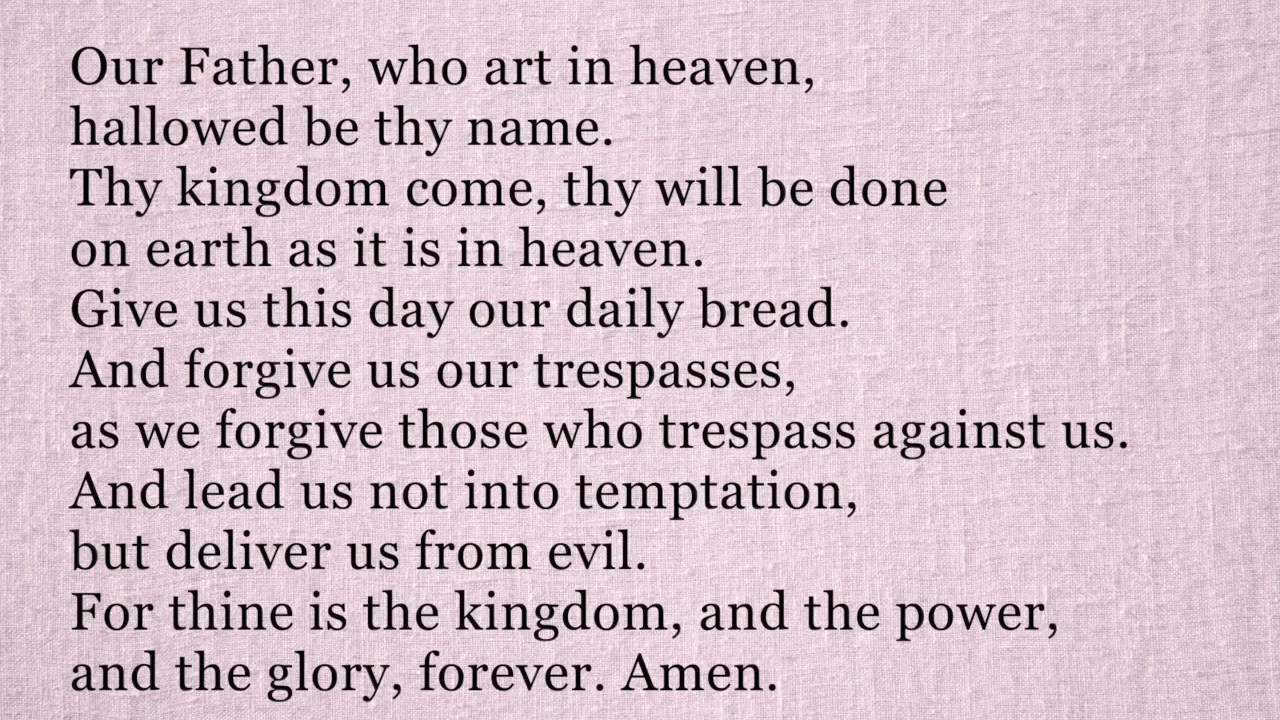 Our Father, who art in heaven,
hallowed be thy name.
Thy kingdom come, thy will be done
on earth as it is in heaven.
Give us this day our daily bread.
And forgive us our trespasses,
as we forgive those who trespass against us.
And lead us not into temptation,
but deliver us from evil.
For thine is the kingdom, and the power,
and the glory, forever. Amen.